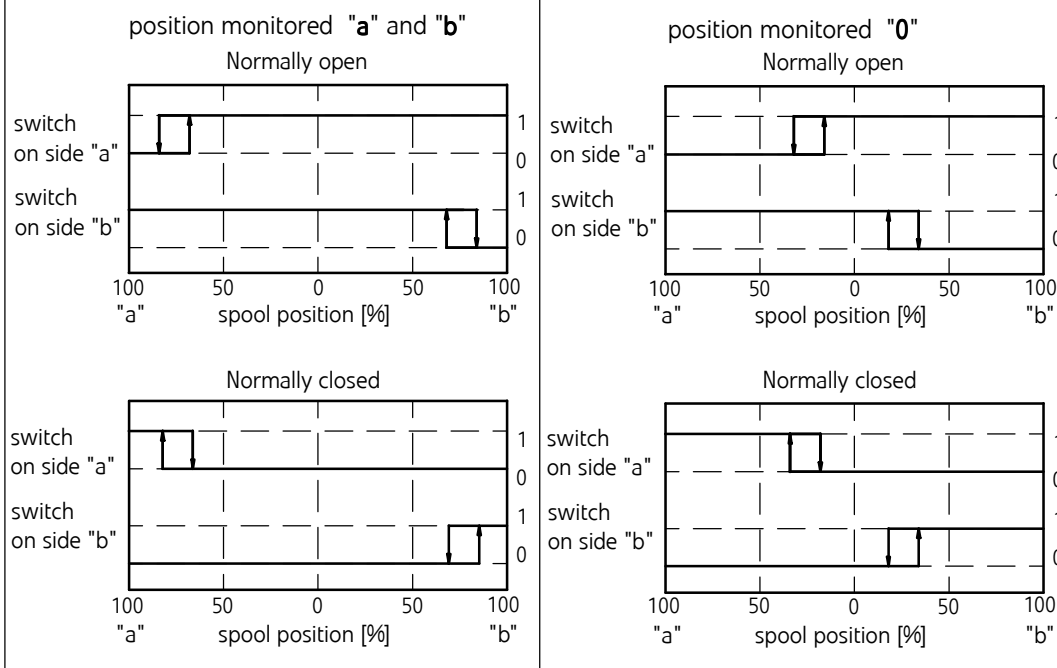 position monitored "a" and "b"
Normally open
switch
on side "a"
1
0
switch
on side "b"
1
0
100 50 0 50 100
"a" spool position [%] "b"
Normally closed
switch
on side "a"
1
0
switch
on side "b"
1
0
100 50 0 50 100
"a" spool position [%] "b"
position monitored "0"
Normally open
switch
on side "a"
switch
on side "b"
100 50 0 50 100
"a" spool position [%] "b"
Normally closed
switch
on side "a"
switch
on side "b"
100 50 0 50 100
"a" spool position [%] "b"